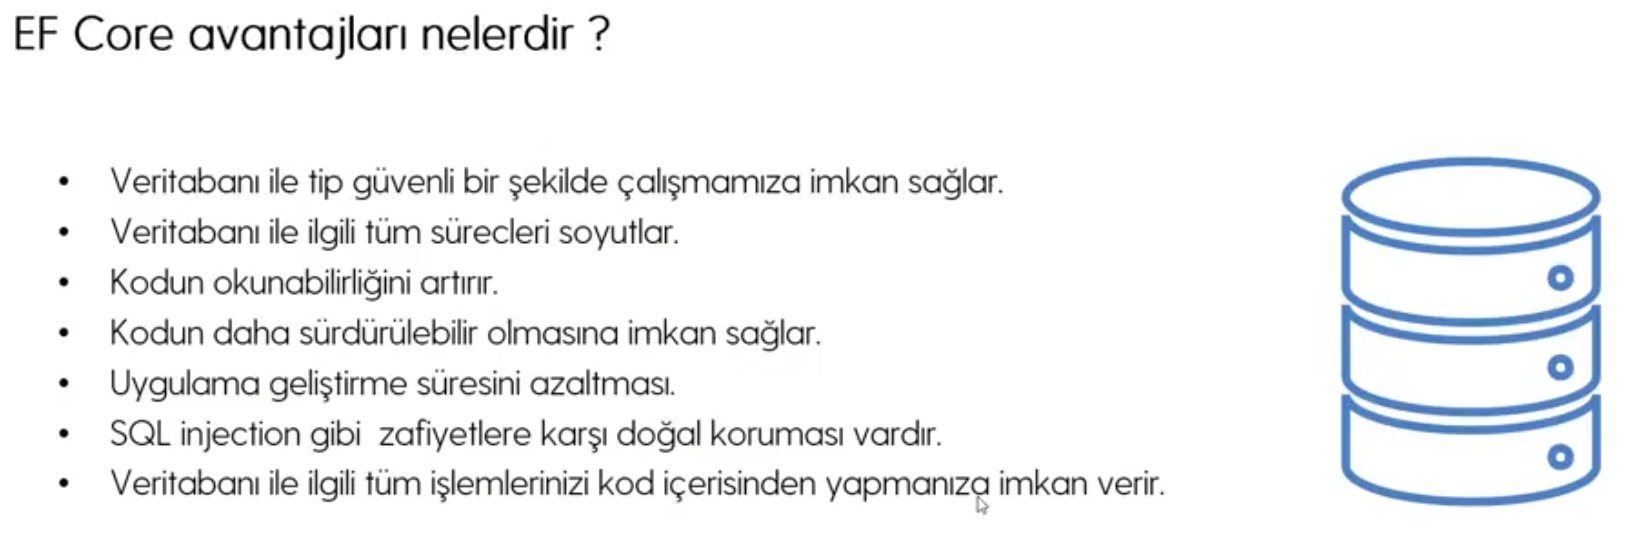 EF Core avantajları nelerdir ?
• Veritabanı ile tip güvenli bir şekilde çalışmamıza imkan sağlar.
• Veritabanı ile ilgili tüm sürecleri soyutlar.
• Kodun okunabilirliğini artırır.
• Kodun daha sürdürülebilir olmasına imkan sağlar.
• Uygulama geliştirme süresini azaltması.
• SQL injection gibi  zafiyetlere karşı doğal koruması vardır.
• Veritabanı ile ilgili tüm işlemlerinizi kod içerisinden yapmanıza imkan verir.